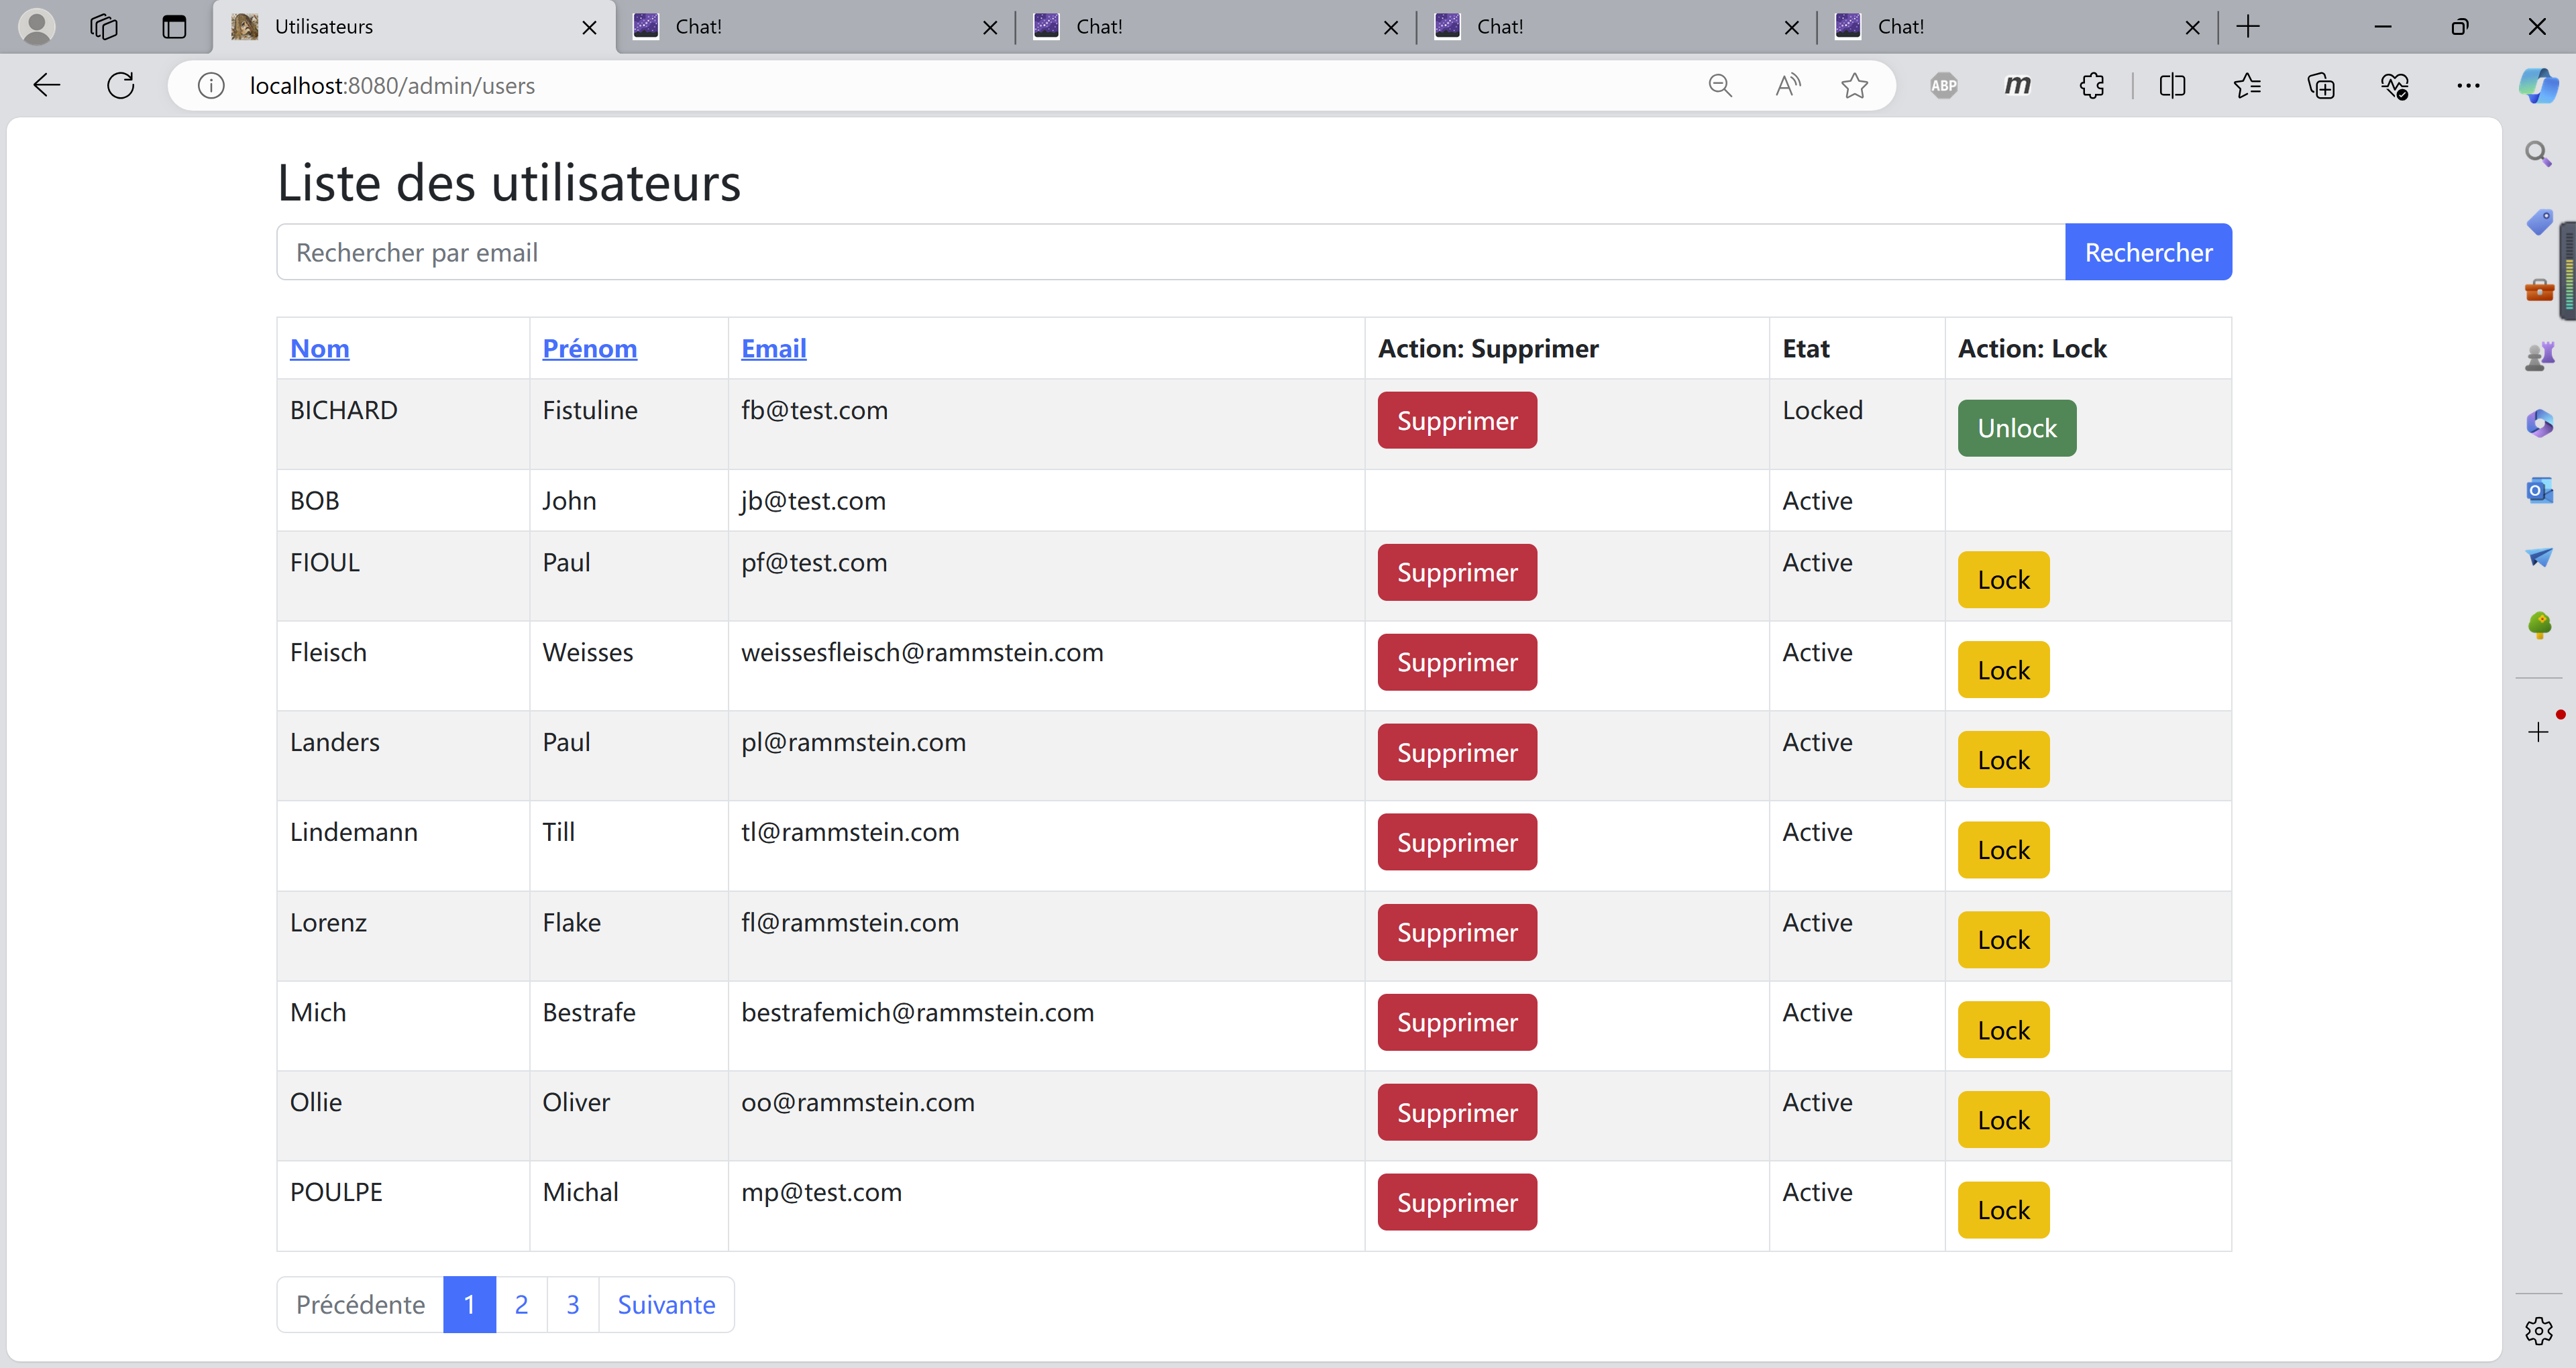 Utilisateurs
Chat!
Chat!
Chat!
Chat!
localhost:8080/admin/users
ABP
m
Liste des utilisateurs
Rechercher par email
Rechercher
Nom Prénom Email Action: Supprimer Etat Action: Lock
BICHARD Fistuline fb@test.com Supprimer Locked Unlock
BOB John jb@test.com Active
FIOUL Paul pf@test.com Supprimer Active Lock
Fleisch Weisses weissesfleisch@rammstein.com Supprimer Active Lock
Landers Paul pl@rammstein.com Supprimer Active Lock
Lindemann Till tl@rammstein.com Supprimer Active Lock
Lorenz Flake fl@rammstein.com Supprimer Active Lock
Mich Bestrafe bestrafemich@rammstein.com Supprimer Active Lock
Ollie Oliver oo@rammstein.com Supprimer Active Lock
POULPE Michal mp@test.com Supprimer Active Lock
Précédente 1 2 3 Suivante